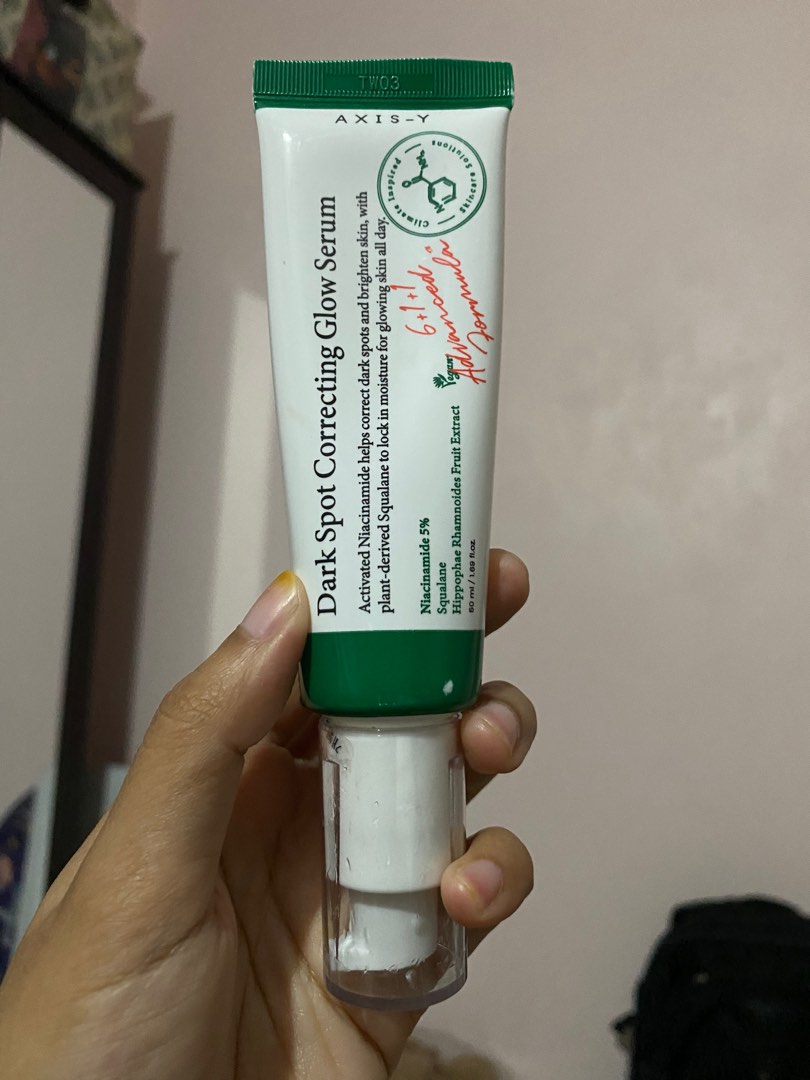 TW03
AXIS-Y
Climate Inspired
Skincare Solutions
Dark Spot Correcting Glow Serum
Activated Niacinamide helps correct dark spots and brighten skin, with
plant-derived Squalane to lock in moisture for glowing skin all day.
6+1+1
Advanced
Formula
Vegan
Niacinamide 5%
Squalane
Hippophae Rhamnoides Fruit Extract
50 ml / 1.69 fl.oz.